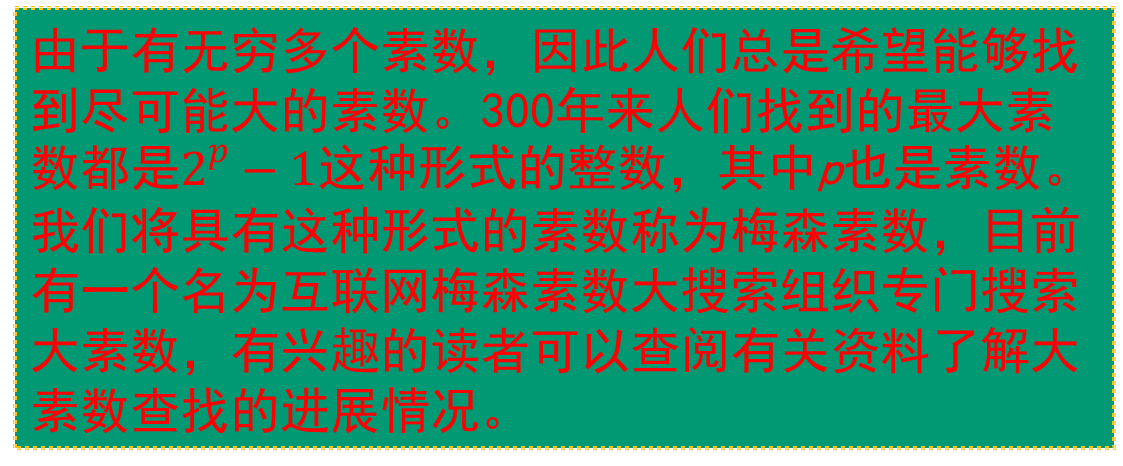 由于有无穷多个素数，因此人们总是希望能够找
到尽可能大的素数。300年来人们找到的最大素
数都是2^p − 1这种形式的整数，其中p也是素数。
我们将具有这种形式的素数称为梅森素数，目前
有一个名为互联网梅森素数大搜索组织专门搜索
大素数，有兴趣的读者可以查阅有关资料了解大
素数查找的进展情况。